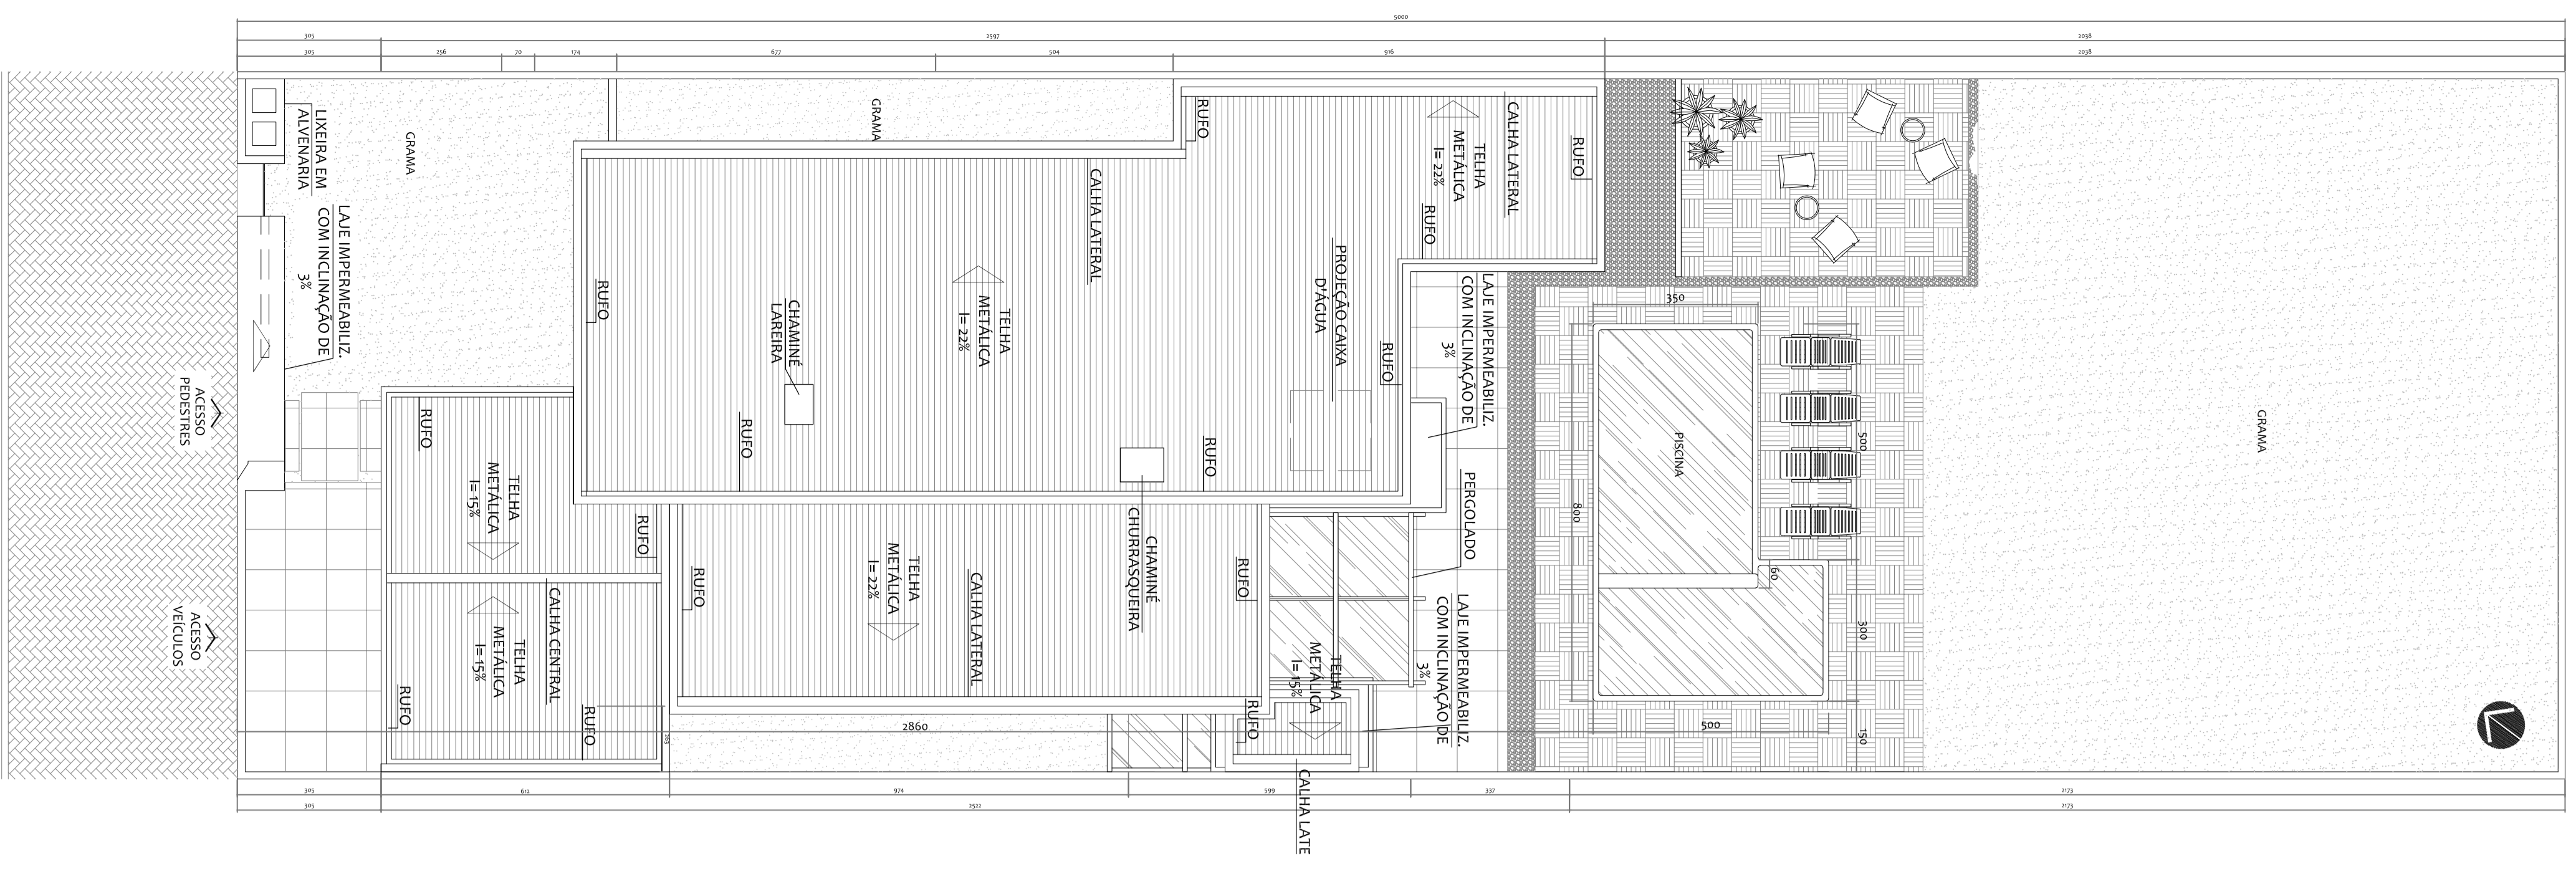 5000
305
2597
2038
305
256
70
174
677
504
916
2038
LIXEIRA EM
ALVENARIA
GRAMA
GRAMA
RUFO
CALHA LATERAL
RUFO
TELHA
METÁLICA
I= 22%
RUFO
LAJE IMPERMEABILIZ.
COM INCLINAÇÃO DE
3%
CALHA LATERAL
RUFO
CHAMINÉ
LAREIRA
TELHA
METÁLICA
I= 22%
PROJEÇÃO CAIXA
D'ÁGUA
RUFO
LAJE IMPERMEABILIZ.
COM INCLINAÇÃO DE
3%
350
ACESSO
PEDESTRES
RUFO
RUFO
RUFO
PISCINA
500
GRAMA
TELHA
METÁLICA
I= 15%
RUFO
PERGOLADO
800
CHAMINÉ
CHURRASQUEIRA
TELHA
METÁLICA
I= 22%
RUFO
RUFO
CALHA LATERAL
60
ACESSO
VEÍCULOS
CALHA CENTRAL
TELHA
METÁLICA
I= 15%
LAJE IMPERMEABILIZ.
COM INCLINAÇÃO DE
3%
300
TELHA
METÁLICA
I= 15%
RUFO
RUFO
RUFO
263
2860
500
150
CALHA LATE
305
612
974
599
337
2173
305
2522
2173